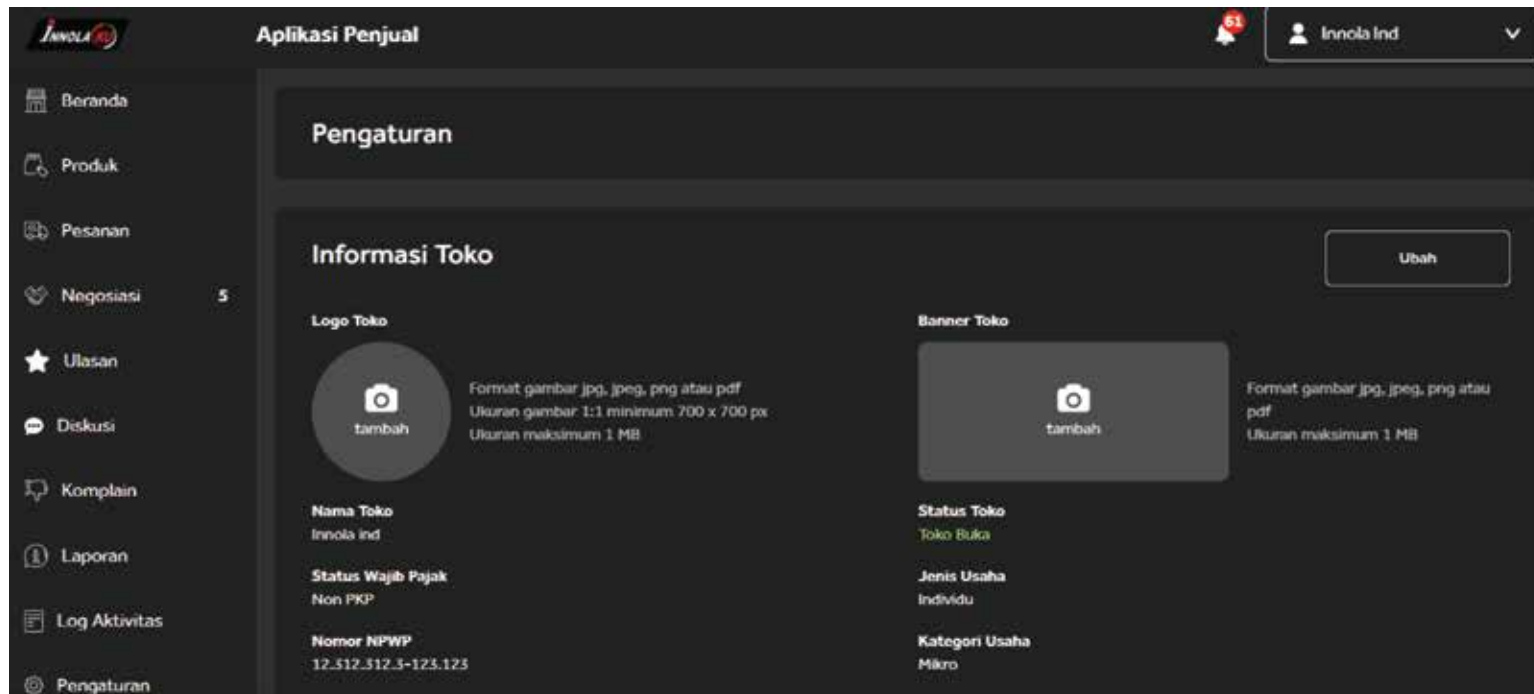 INNOLA KU
Aplikasi Penjual
61
Innola Ind
Beranda
Produk
Pesanan
Negosiasi 5
Ulasan
Diskusi
Komplain
Laporan
Log Aktivitas
Pengaturan
Pengaturan
Informasi Toko
Ubah
Logo Toko
tambah
Format gambar jpg, jpeg, png atau pdf
Ukuran gambar 1:1 minimum 700 x 700 px
Ukuran maksimum 1 MB
Banner Toko
tambah
Format gambar jpg, jpeg, png atau
pdf
Ukuran maksimum 1 MB
Nama Toko
Innola ind
Status Toko
Toko Buka
Status Wajib Pajak
Non PKP
Jenis Usaha
Individu
Nomor NPWP
12.312.312.3-123.123
Kategori Usaha
Mikro